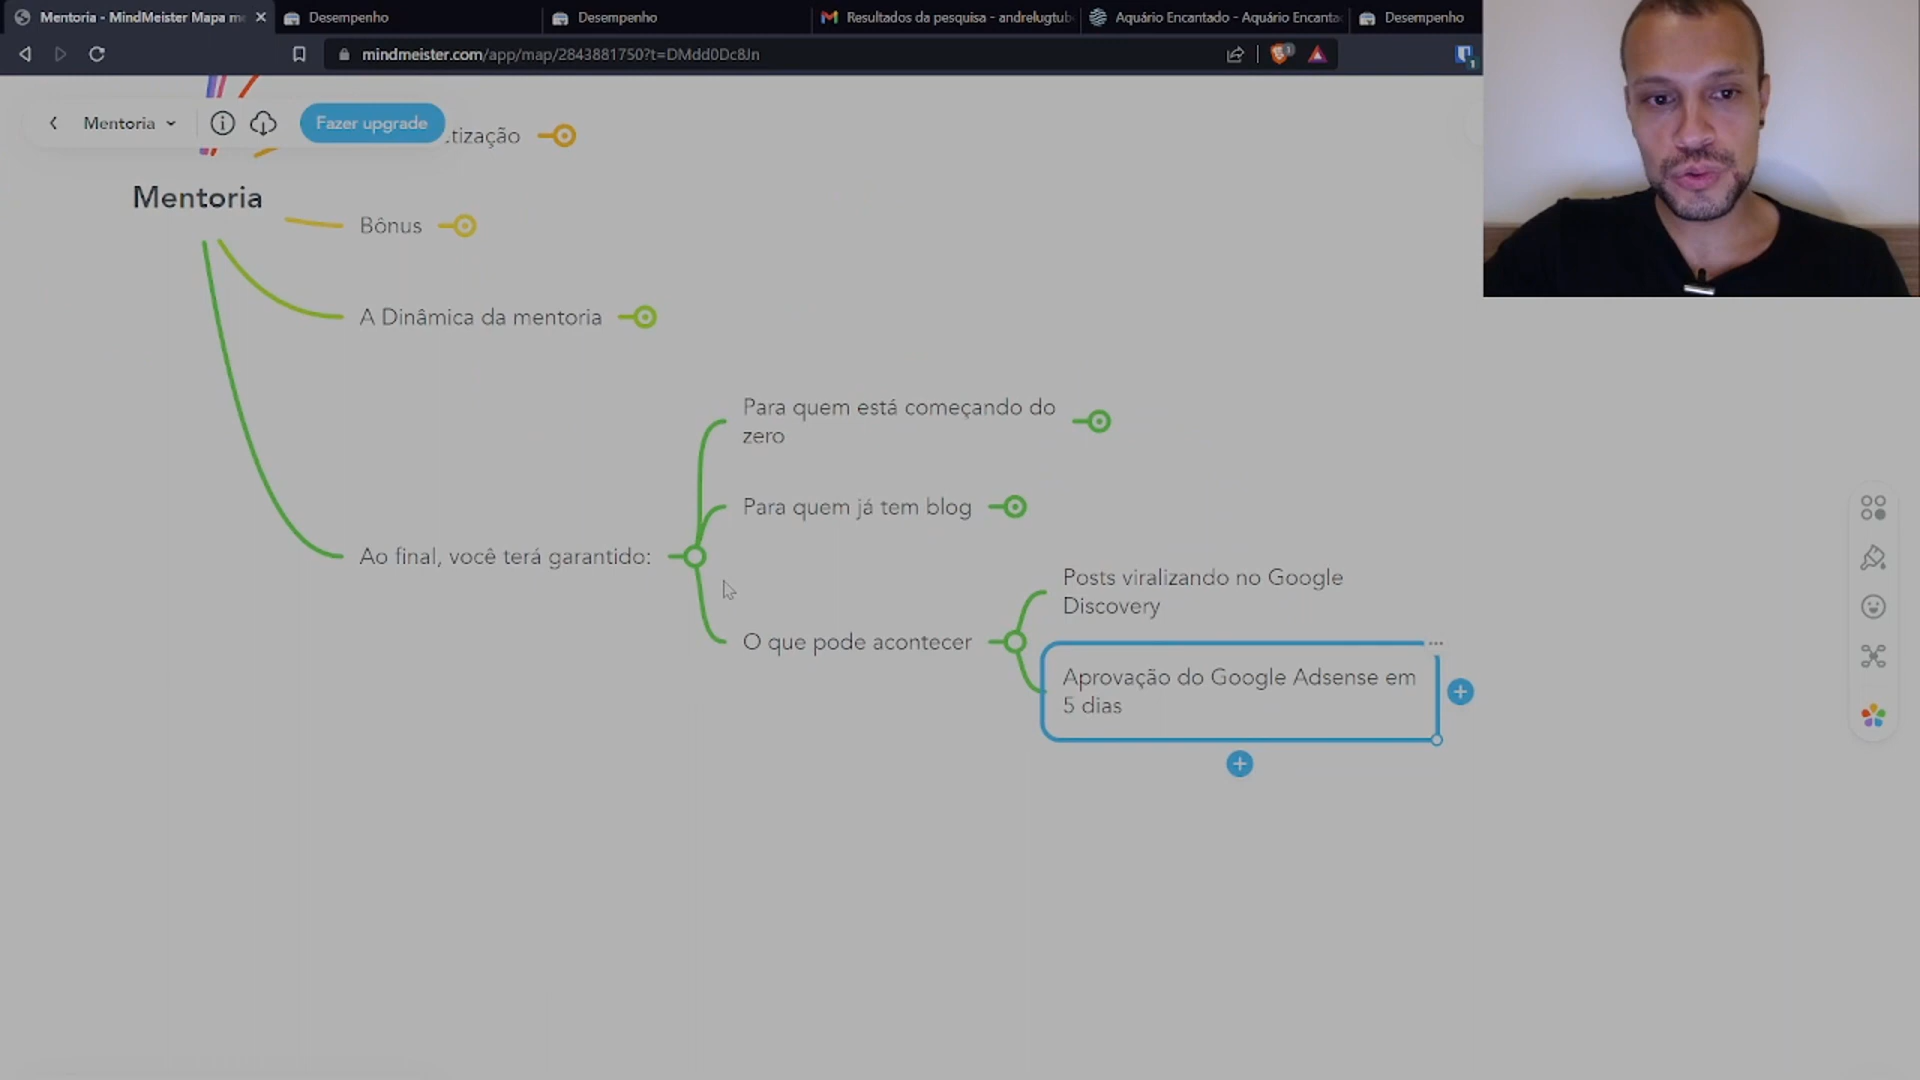 Mentoria - MindMeister Mapa me
Desempenho
Desempenho
Resultados da pesquisa - andrelugtub
Aquário Encantado - Aquário Encanta
Desempenho
mindmeister.com/app/map/2843881750?t=DMdd0Dc8Jn
Mentoria
Fazer upgrade
tização
Mentoria
Bônus
A Dinâmica da mentoria
Para quem está começando do
zero
Para quem já tem blog
Ao final, você terá garantido:
Posts viralizando no Google
Discovery
O que pode acontecer
Aprovação do Google Adsense em
5 dias